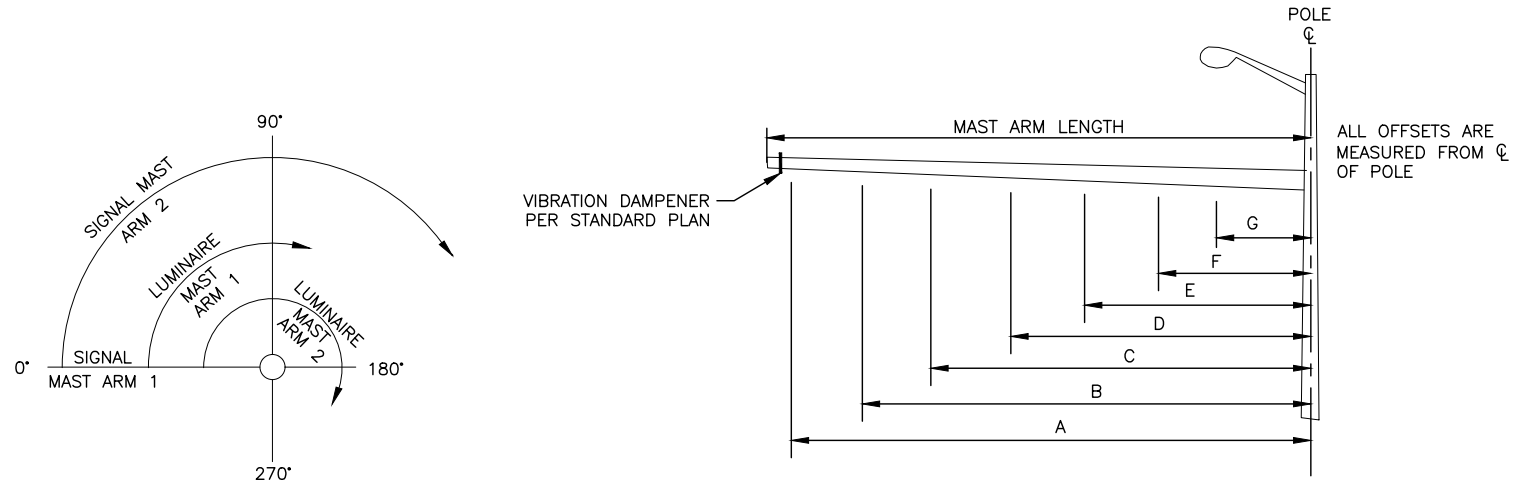 90°
SIGNAL MAST
ARM 2
LUMINAIRE
MAST
ARM 1
LUMINAIRE
MAST
ARM 2
0°
SIGNAL
MAST ARM 1
180°
270°
POLE
℄
MAST ARM LENGTH
ALL OFFSETS ARE
MEASURED FROM ℄
OF POLE
VIBRATION DAMPENER
PER STANDARD PLAN
G
F
E
D
C
B
A